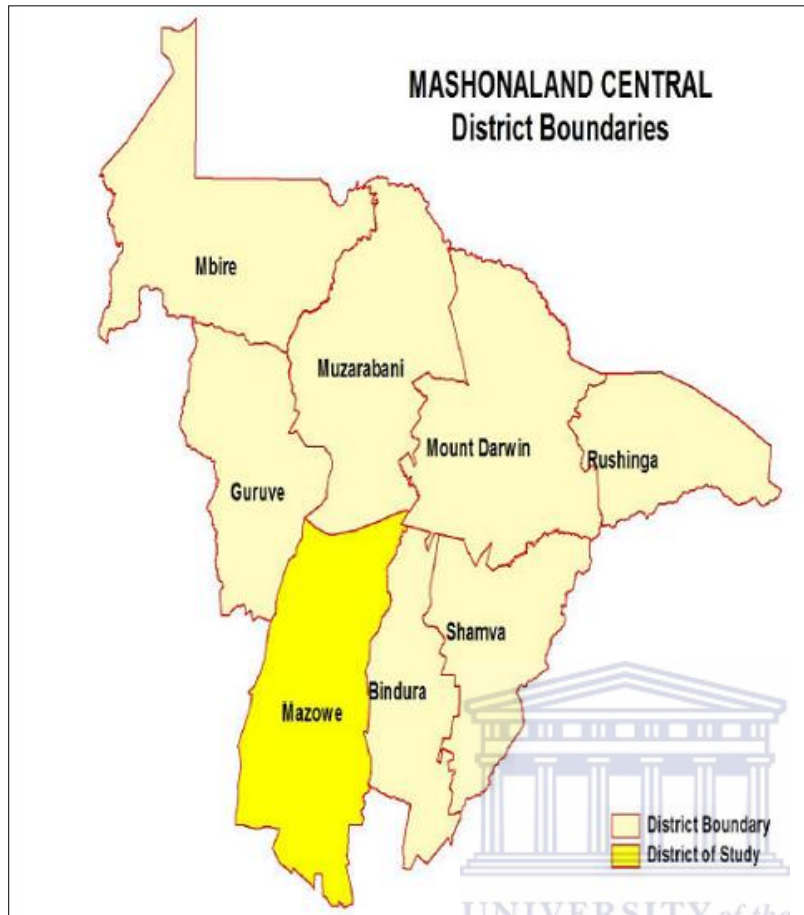 MASHONALAND CENTRAL
District Boundaries
Mbire
Muzarabani
Mount Darwin
Rushinga
Guruve
Shamva
Bindura
Mazowe
District Boundary
District of Study
UNIVERSITY of the